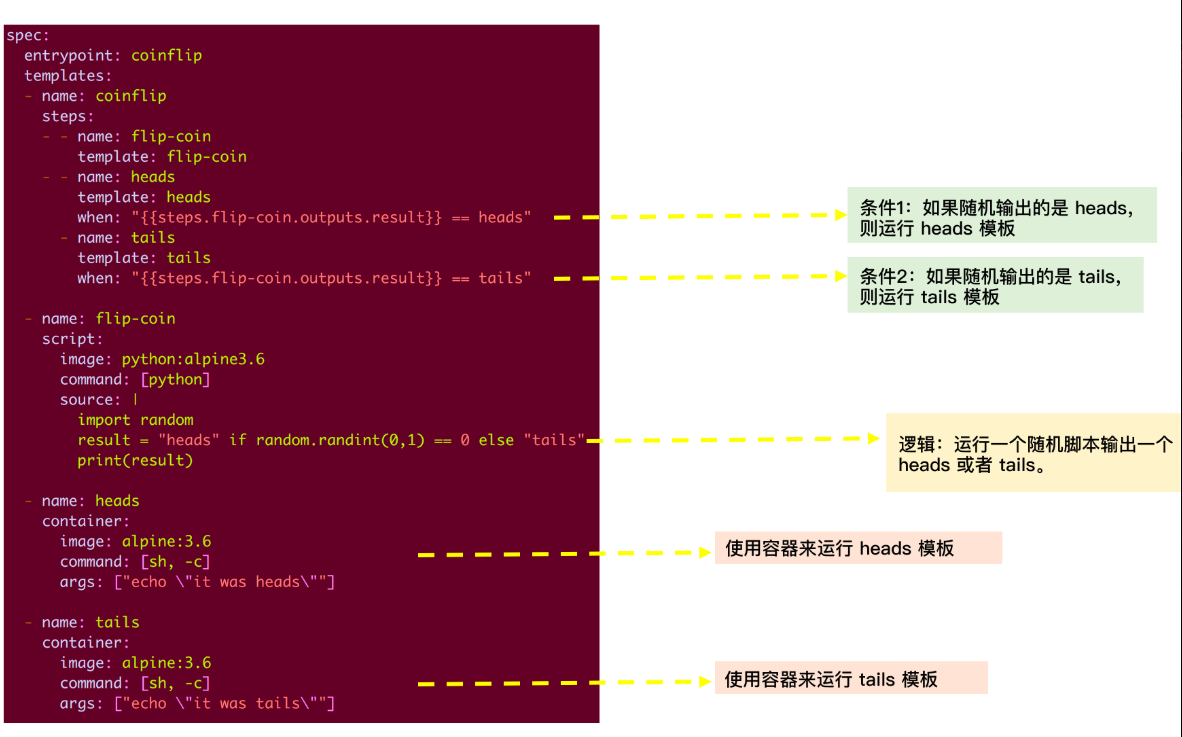 spec:
  entrypoint: coinflip
  templates:
  - name: coinflip
    steps:
    - - name: flip-coin
        template: flip-coin
    - - name: heads
        template: heads
        when: "{{steps.flip-coin.outputs.result}} == heads"
      - name: tails
        template: tails
        when: "{{steps.flip-coin.outputs.result}} == tails"
  - name: flip-coin
    script:
      image: python:alpine3.6
      command: [python]
      source: |
        import random
        result = "heads" if random.randint(0,1) == 0 else "tails"
        print(result)
  - name: heads
    container:
      image: alpine:3.6
      command: [sh, -c]
      args: ["echo \"it was heads\""]
  - name: tails
    container:
      image: alpine:3.6
      command: [sh, -c]
      args: ["echo \"it was tails\""]
条件1：如果随机输出的是 heads，
则运行 heads 模板
条件2：如果随机输出的是 tails，
则运行 tails 模板
逻辑：运行一个随机脚本输出一个
heads 或者 tails。
使用容器来运行 heads 模板
使用容器来运行 tails 模板